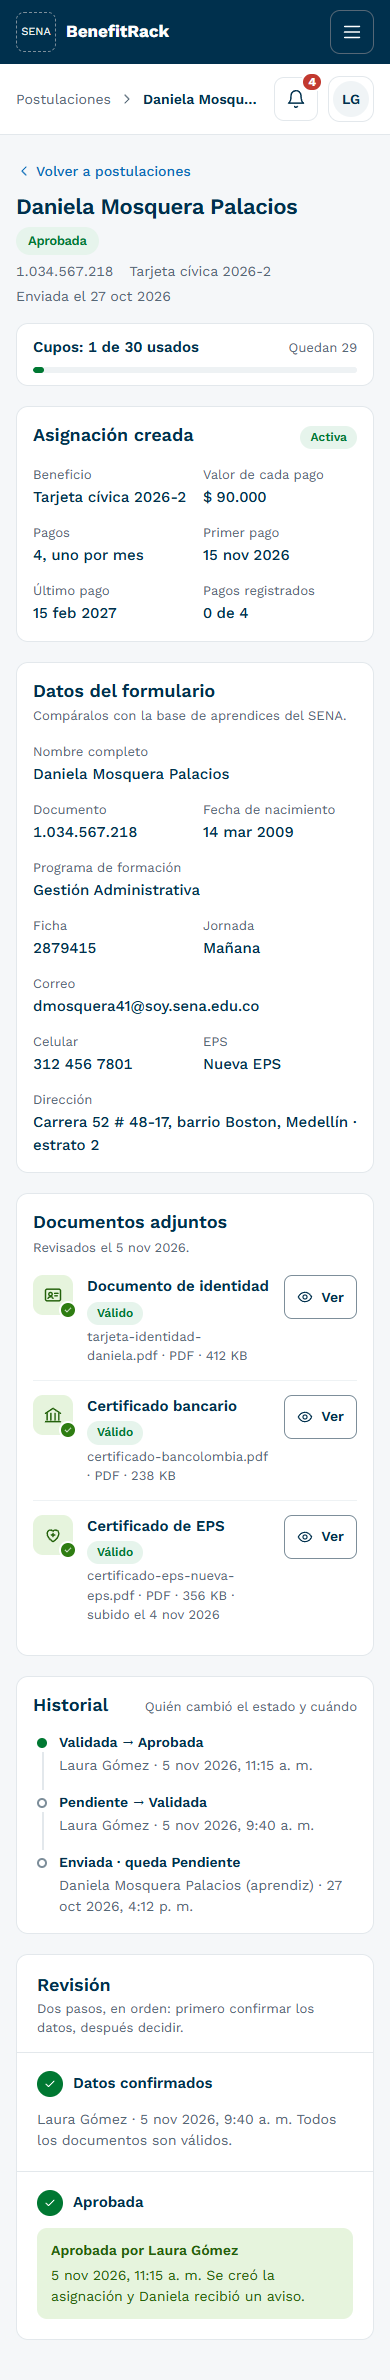 SENA
BenefitRack
Postulaciones > Daniela Mosqu...
4
LG
Volver a postulaciones
Daniela Mosquera Palacios
Aprobada
1.034.567.218 Tarjeta cívica 2026-2
Enviada el 27 oct 2026
Cupos: 1 de 30 usados Quedan 29
Asignación creada Activa
Beneficio Valor de cada pago
Tarjeta cívica 2026-2 $ 90.000
Pagos Primer pago
4, uno por mes 15 nov 2026
Último pago Pagos registrados
15 feb 2027 0 de 4
Datos del formulario
Compáralos con la base de aprendices del SENA.
Nombre completo
Daniela Mosquera Palacios
Documento Fecha de nacimiento
1.034.567.218 14 mar 2009
Programa de formación
Gestión Administrativa
Ficha Jornada
2879415 Mañana
Correo
dmosquera41@soy.sena.edu.co
Celular EPS
312 456 7801 Nueva EPS
Dirección
Carrera 52 # 48-17, barrio Boston, Medellín ·
estrato 2
Documentos adjuntos
Revisados el 5 nov 2026.
Documento de identidad Ver
Válido
tarjeta-identidad-
daniela.pdf · PDF · 412 KB
Certificado bancario Ver
Válido
certificado-bancolombia.pdf
· PDF · 238 KB
Certificado de EPS Ver
Válido
certificado-eps-nueva-
eps.pdf · PDF · 356 KB ·
subido el 4 nov 2026
Historial Quién cambió el estado y cuándo
Validada → Aprobada
Laura Gómez · 5 nov 2026, 11:15 a. m.
Pendiente → Validada
Laura Gómez · 5 nov 2026, 9:40 a. m.
Enviada · queda Pendiente
Daniela Mosquera Palacios (aprendiz) · 27
oct 2026, 4:12 p. m.
Revisión
Dos pasos, en orden: primero confirmar los
datos, después decidir.
Datos confirmados
Laura Gómez · 5 nov 2026, 9:40 a. m. Todos
los documentos son válidos.
Aprobada
Aprobada por Laura Gómez
5 nov 2026, 11:15 a. m. Se creó la
asignación y Daniela recibió un aviso.